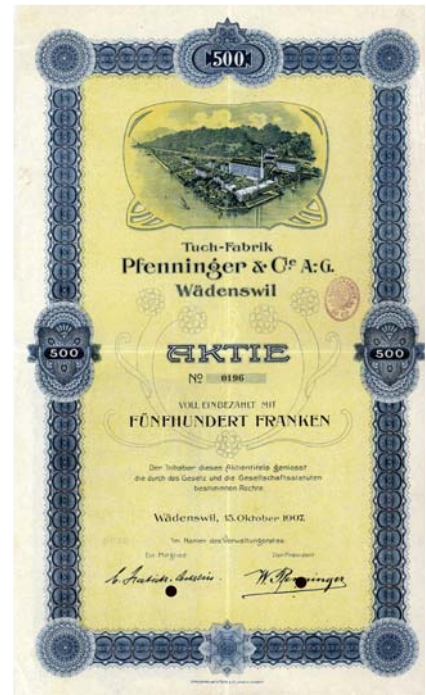 500
Tuch-Fabrik
Pfenninger & Cie A:G.
Wädenswil
AKTIE
500
500
No 0196
VOLL EINBEZAHLT MIT
FÜNFHUNDERT FRANKEN
Der Inhaber dieses Aktientitels geniesst
die durch das Gesetz und die Gesellschaftsstatuten
bestimmten Rechte.
Wädenswil, 15. Oktober 1907.
Im Namen des Verwaltungsrates:
Ein Mitglied
Der Präsident
W. Pfenninger